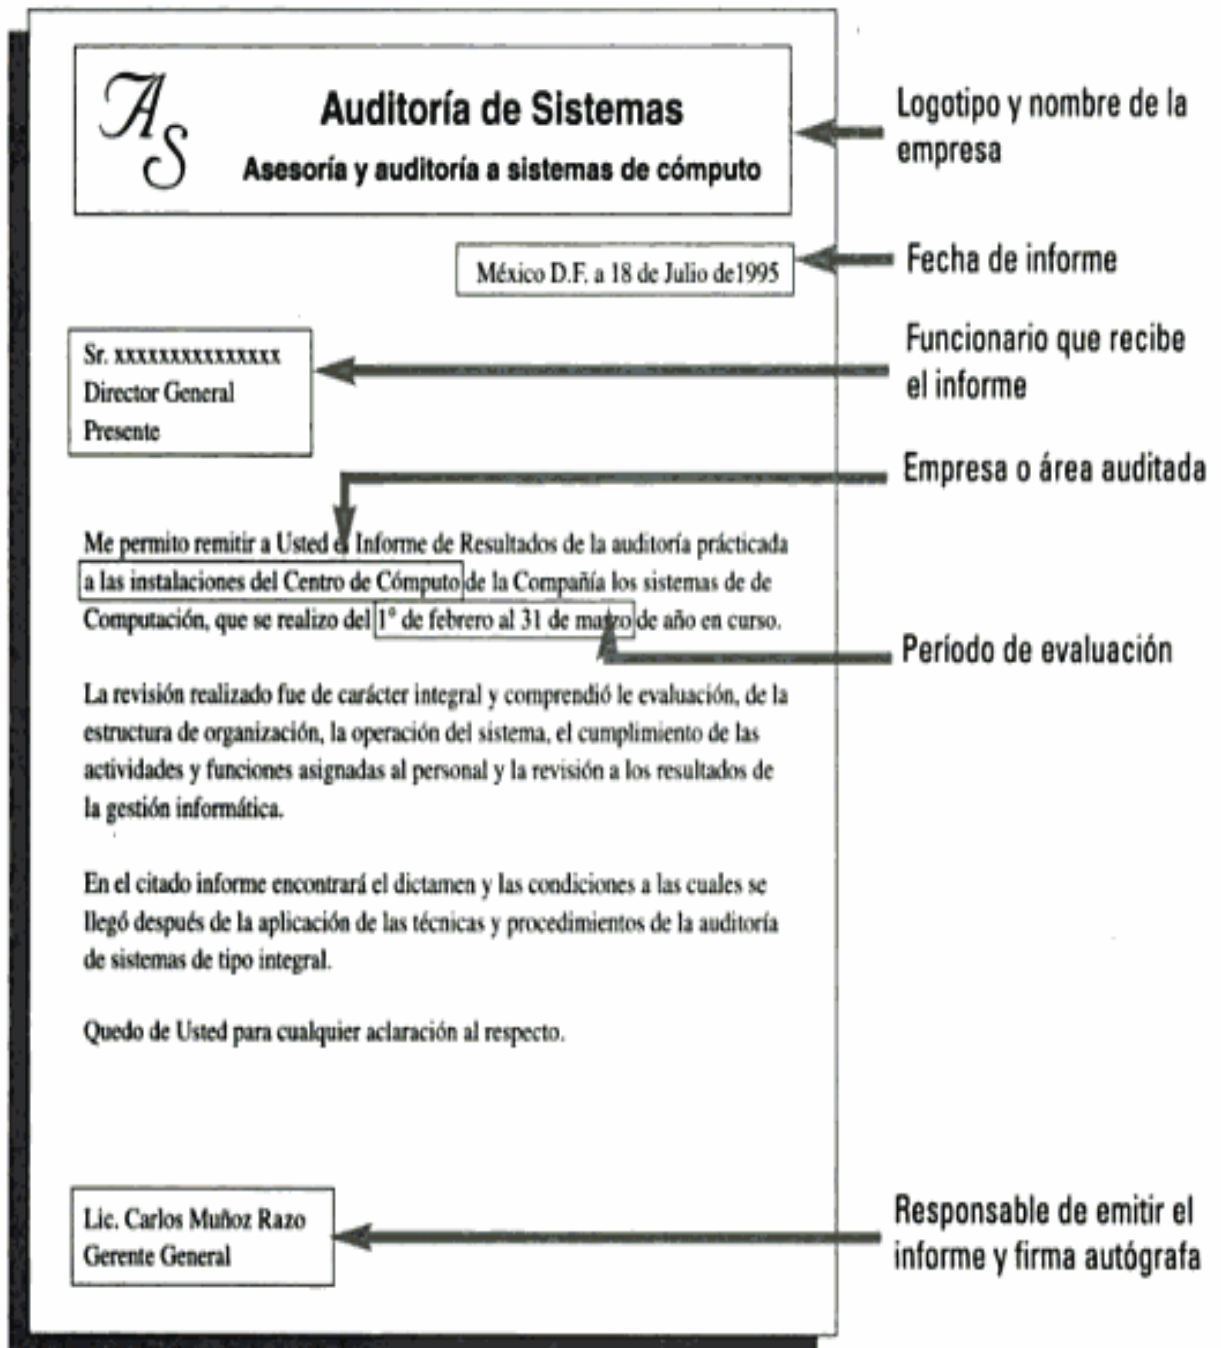 AS
Auditoría de Sistemas
Asesoría y auditoría a sistemas de cómputo
Logotipo y nombre de la
empresa
México D.F. a 18 de Julio de1995
Fecha de informe
Sr. xxxxxxxxxxxxxxx
Director General
Presente
Funcionario que recibe
el informe
Empresa o área auditada
Me permito remitir a Usted el Informe de Resultados de la auditoría prácticada
a las instalaciones del Centro de Cómputo de la Compañía los sistemas de de
Computación, que se realizo del 1° de febrero al 31 de marzo de año en curso.
Período de evaluación
La revisión realizado fue de carácter integral y comprendió le evaluación, de la
estructura de organización, la operación del sistema, el cumplimiento de las
actividades y funciones asignadas al personal y la revisión a los resultados de
la gestión informática.
En el citado informe encontrará el dictamen y las condiciones a las cuales se
llegó después de la aplicación de las técnicas y procedimientos de la auditoría
de sistemas de tipo integral.
Quedo de Usted para cualquier aclaración al respecto.
Lic. Carlos Muñoz Razo
Gerente General
Responsable de emitir el
informe y firma autógrafa